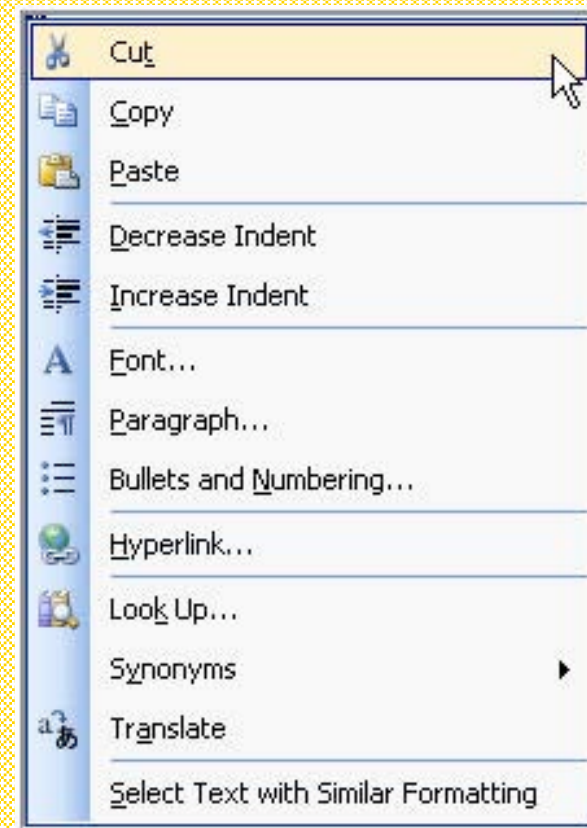 Cut
Copy
Paste
Decrease Indent
Increase Indent
Font...
Paragraph...
Bullets and Numbering...
Hyperlink...
Look Up...
Synonyms
Translate
Select Text with Similar Formatting